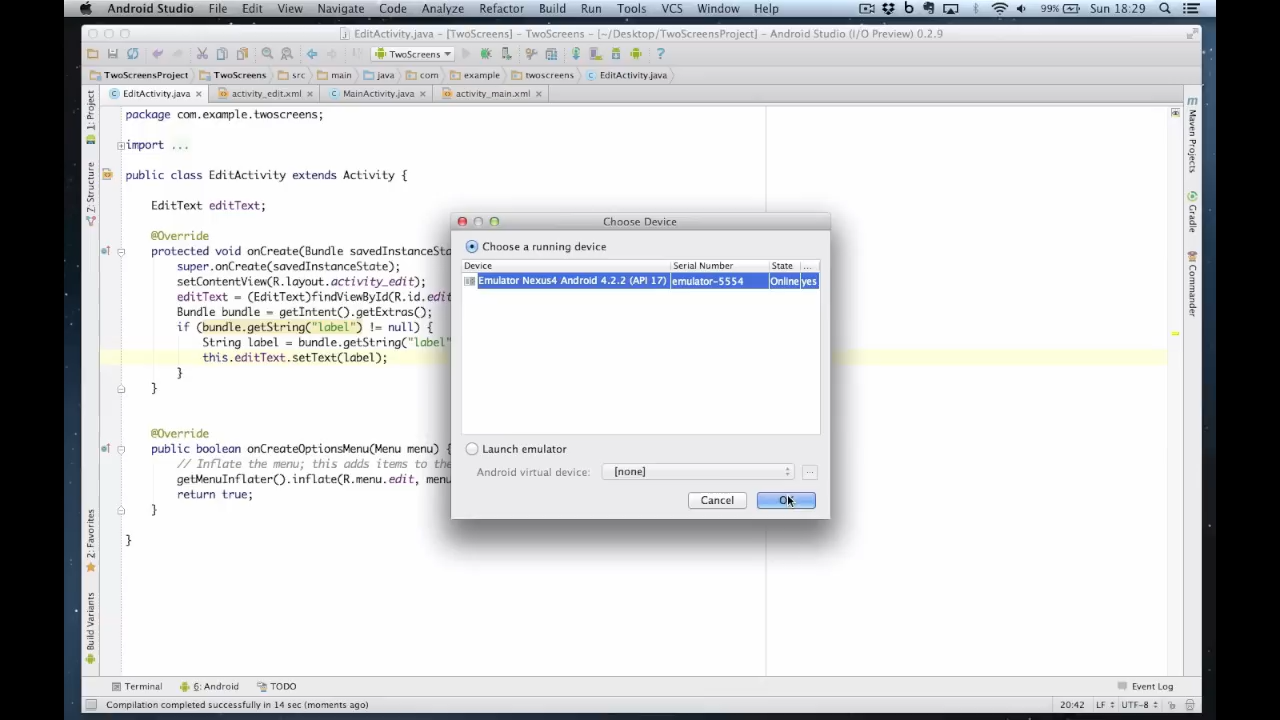 Android Studio File Edit View Navigate Code Analyze Refactor Build Run Tools VCS Window Help 99% Sun 18:29
EditActivity.java - [TwoScreens] - TwoScreens - [~/Desktop/TwoScreensProject] - Android Studio (I/O Preview) 0.2.9
TwoScreens
TwoScreensProject TwoScreens src main java com example twoscreens EditActivity.java
EditActivity.java activity_edit.xml MainActivity.java activity_main.xml
1: Project
Z: Structure
2: Favorites
Build Variants
package com.example.twoscreens;
import ...
public class EditActivity extends Activity {
EditText editText;
@Override
protected void onCreate(Bundle savedInstanceSta
super.onCreate(savedInstanceState);
setContentView(R.layout.activity_edit);
editText = (EditText)findViewById(R.id.edit
Bundle bundle = getIntent().getExtras();
if (bundle.getString("label") != null) {
String label = bundle.getString("label"
this.editText.setText(label);
}
}
@Override
public boolean onCreateOptionsMenu(Menu menu) {
// Inflate the menu; this adds items to the
getMenuInflater().inflate(R.menu.edit, menu
return true;
}
}
Choose Device
Choose a running device
Device Serial Number State ...
Emulator Nexus4 Android 4.2.2 (API 17) emulator-5554 Online yes
Launch emulator
Android virtual device: [none] ...
Cancel OK
Maven Projects
Gradle
Commander
Terminal 6: Android TODO Event Log
Compilation completed successfully in 14 sec (moments ago) 20:42 LF UTF-8